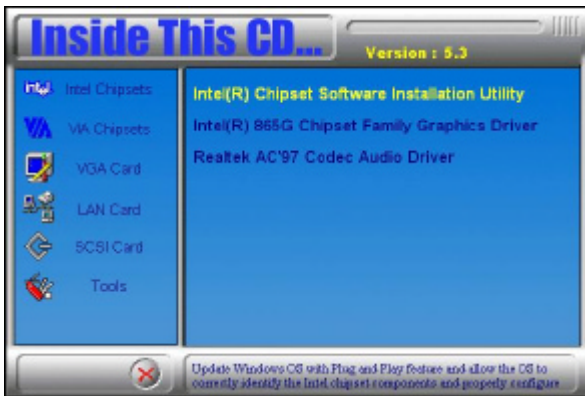 Inside This CD...
Version : 5.3
intel Intel Chipsets
VIA VIA Chipsets
VGA Card
LAN Card
SCSI Card
Tools
Intel(R) Chipset Software Installation Utility
Intel(R) 865G Chipset Family Graphics Driver
Realtek AC'97 Codec Audio Driver
Update Windows OS with Plug and Play feature and allow the OS to
correctly identify the Intel chipset components and properly configure